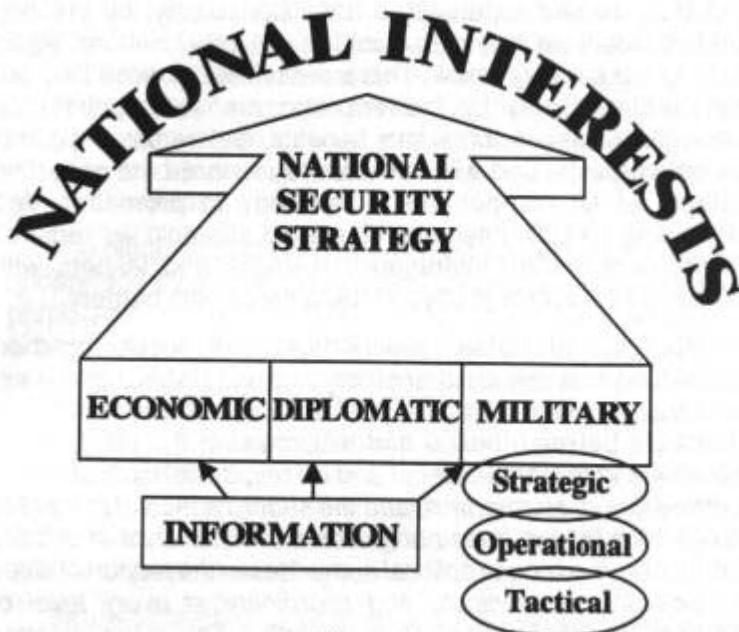 NATIONAL INTERESTS
NATIONAL
SECURITY
STRATEGY
ECONOMIC DIPLOMATIC MILITARY
Strategic
INFORMATION
Operational
Tactical